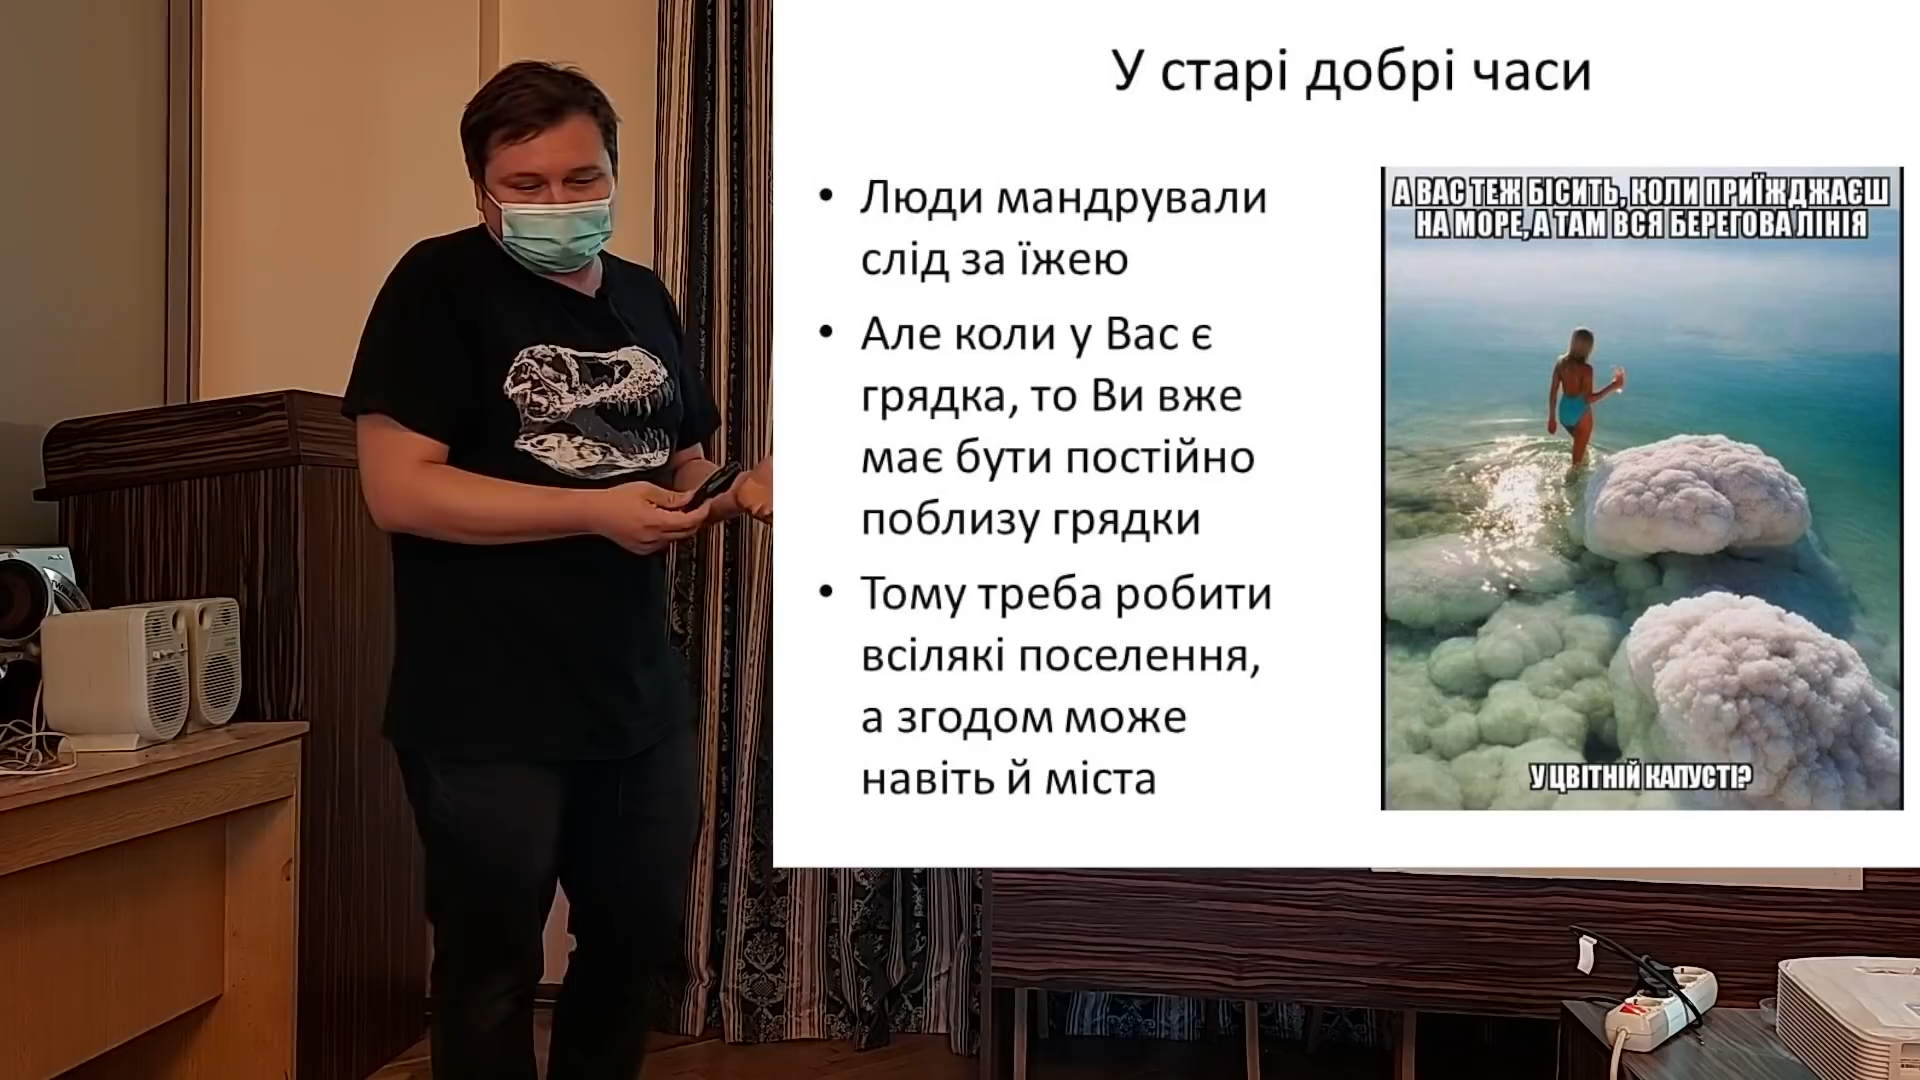 У старі добрі часи
• Люди мандрували
слід за їжею
• Але коли у Вас є
грядка, то Ви вже
має бути постійно
поблизу грядки
• Тому треба робити
всілякі поселення,
а згодом може
навіть й міста
А ВАС ТЕЖ БІСИТЬ, КОЛИ ПРИЇЖДЖАЄШ
НА МОРЕ, А ТАМ ВСЯ БЕРЕГОВА ЛІНІЯ
У ЦВІТНІЙ КАПУСТІ?